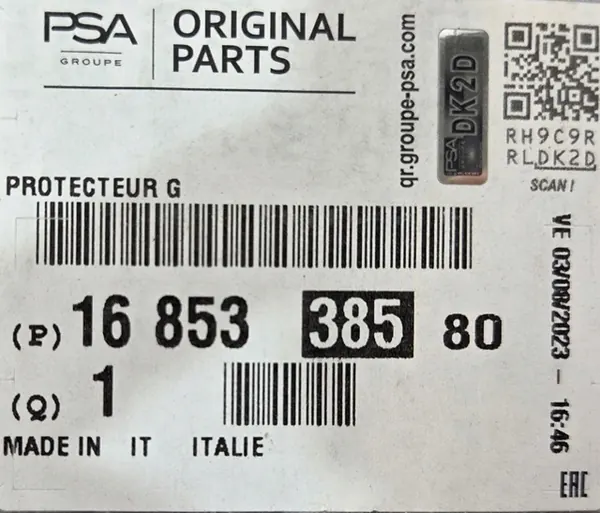 PSA
GROUPE
ORIGINAL
PARTS
qr.groupe-psa.com
PSA
DK2D
RH9C9R
RLDK2D
SCAN!
PROTECTEUR G
(P) 16 853 385 80
(Q) 1
MADE IN IT ITALIE
VE 03/08/2023 - 16:46
EAC